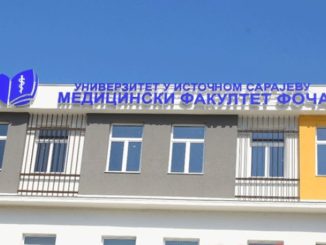 УНИВЕРЗИТЕТ У ИСТОЧНОМ САРАЈЕВУ
МЕДИЦИНСКИ ФАКУЛТЕТ ФОЧА